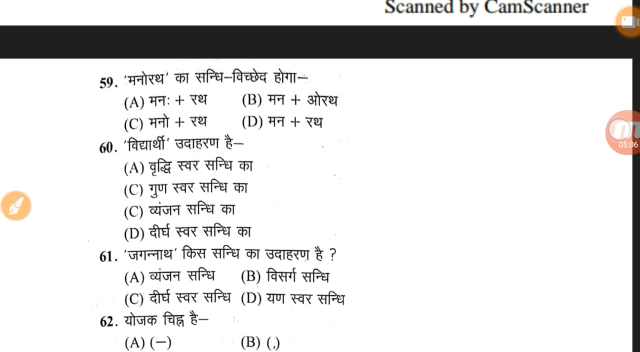 Scanned by CamScanner
59. 'मनोरथ' का सन्धि–विच्छेद होगा–
(A) मनः + रथ (B) मन + ओरथ
(C) मनो + रथ (D) मन + रथ
60. 'विद्यार्थी' उदाहरण है–
(A) वृद्धि स्वर सन्धि का
(C) गुण स्वर सन्धि का
(C) व्यंजन सन्धि का
(D) दीर्घ स्वर सन्धि का
61. 'जगन्नाथ' किस सन्धि का उदाहरण है ?
(A) व्यंजन सन्धि (B) विसर्ग सन्धि
(C) दीर्घ स्वर सन्धि (D) यण स्वर सन्धि
62. योजक चिह्न है–
(A) (–) (B) (,)
05:06